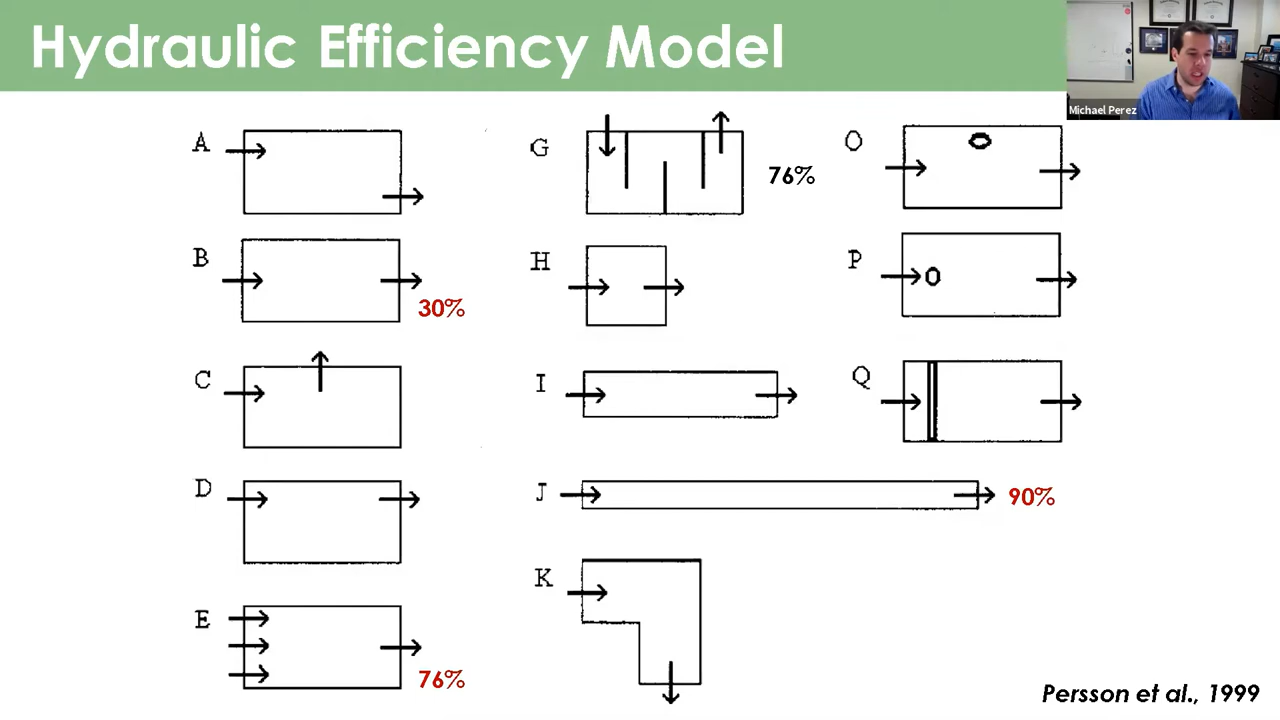 Hydraulic Efficiency Model
Michael Perez
A
B
30%
C
D
E
76%
G
76%
H
I
J
90%
K
O
P
Q
Persson et al., 1999